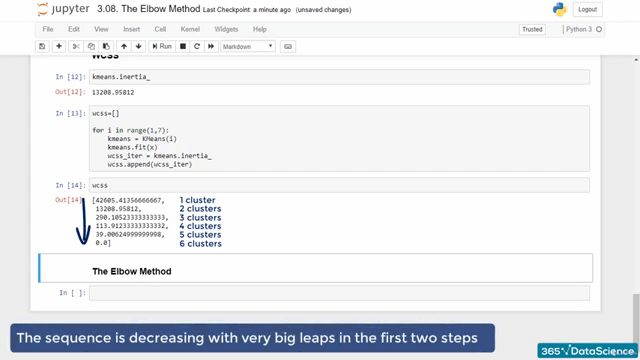 jupyter 3.08. The Elbow Method Last Checkpoint: a minute ago (unsaved changes) Logout
File Edit View Insert Cell Kernel Widgets Help Trusted Python 3
Run Markdown
WCSS
In [12] kmeans.inertia_
Out[12] 13208.95812
In [13] wcss=[]
for i in range(1,7):
kmeans = KMeans(i)
kmeans.fit(x)
wcss_iter = kmeans.inertia_
wcss.append(wcss_iter)
In [14] wcss
Out[14] [42605.41356666667, 1 cluster
13208.95812, 2 clusters
290.10523333333333, 3 clusters
113.91233333333332, 4 clusters
39.00624999999998, 5 clusters
0.0] 6 clusters
The Elbow Method
In [ ]:
The sequence is decreasing with very big leaps in the first two steps
365 DataScience